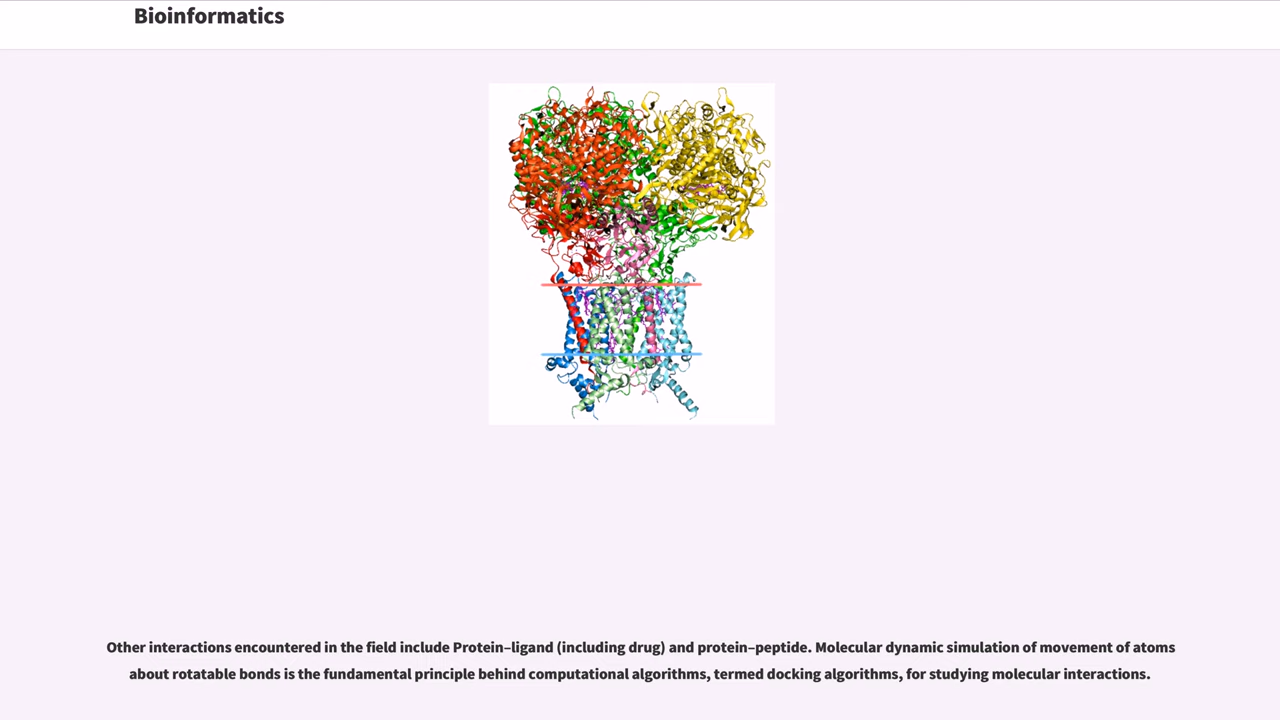 Bioinformatics
Other interactions encountered in the field include Protein–ligand (including drug) and protein–peptide. Molecular dynamic simulation of movement of atoms
about rotatable bonds is the fundamental principle behind computational algorithms, termed docking algorithms, for studying molecular interactions.